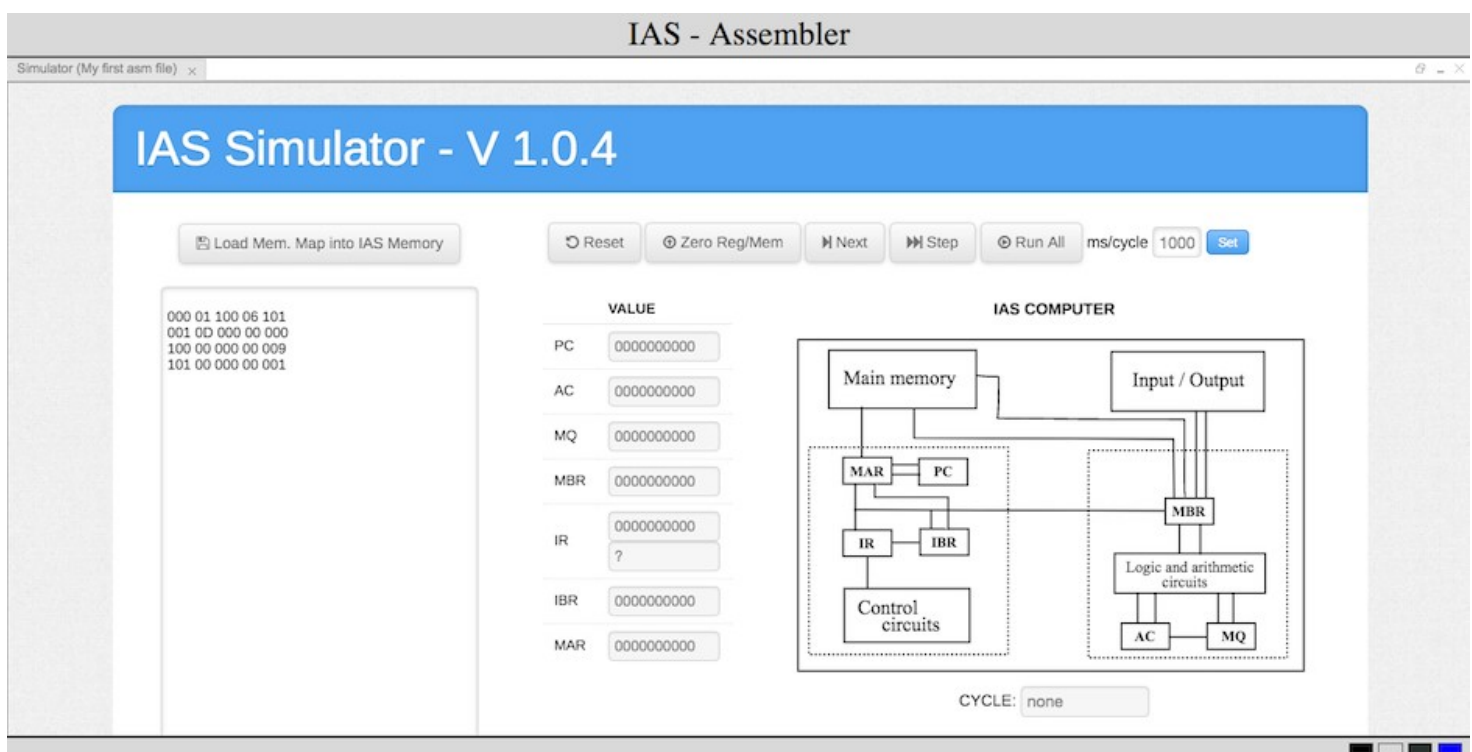 IAS - Assembler
Simulator (My first asm file) ×
IAS Simulator - V 1.0.4
Load Mem. Map into IAS Memory
Reset Zero Reg/Mem Next Step Run All ms/cycle 1000 Set
000 01 100 06 101
001 0D 000 00 000
100 00 000 00 009
101 00 000 00 001
VALUE
PC 0000000000
AC 0000000000
MQ 0000000000
MBR 0000000000
IR 0000000000
?
IBR 0000000000
MAR 0000000000
IAS COMPUTER
Main memory
Input / Output
MAR
PC
MBR
IR
IBR
Logic and arithmetic
circuits
Control
circuits
AC
MQ
CYCLE: none